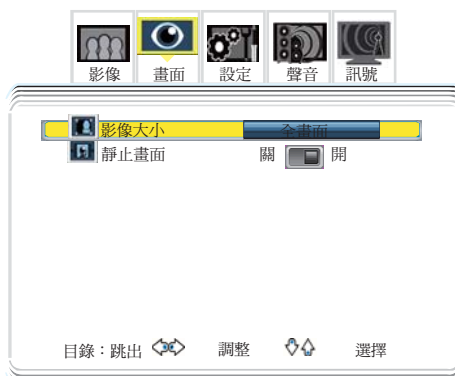 影像 畫面 設定 聲音 訊號
影像大小 全畫面
靜止畫面 關 開
目錄：跳出 調整 選擇